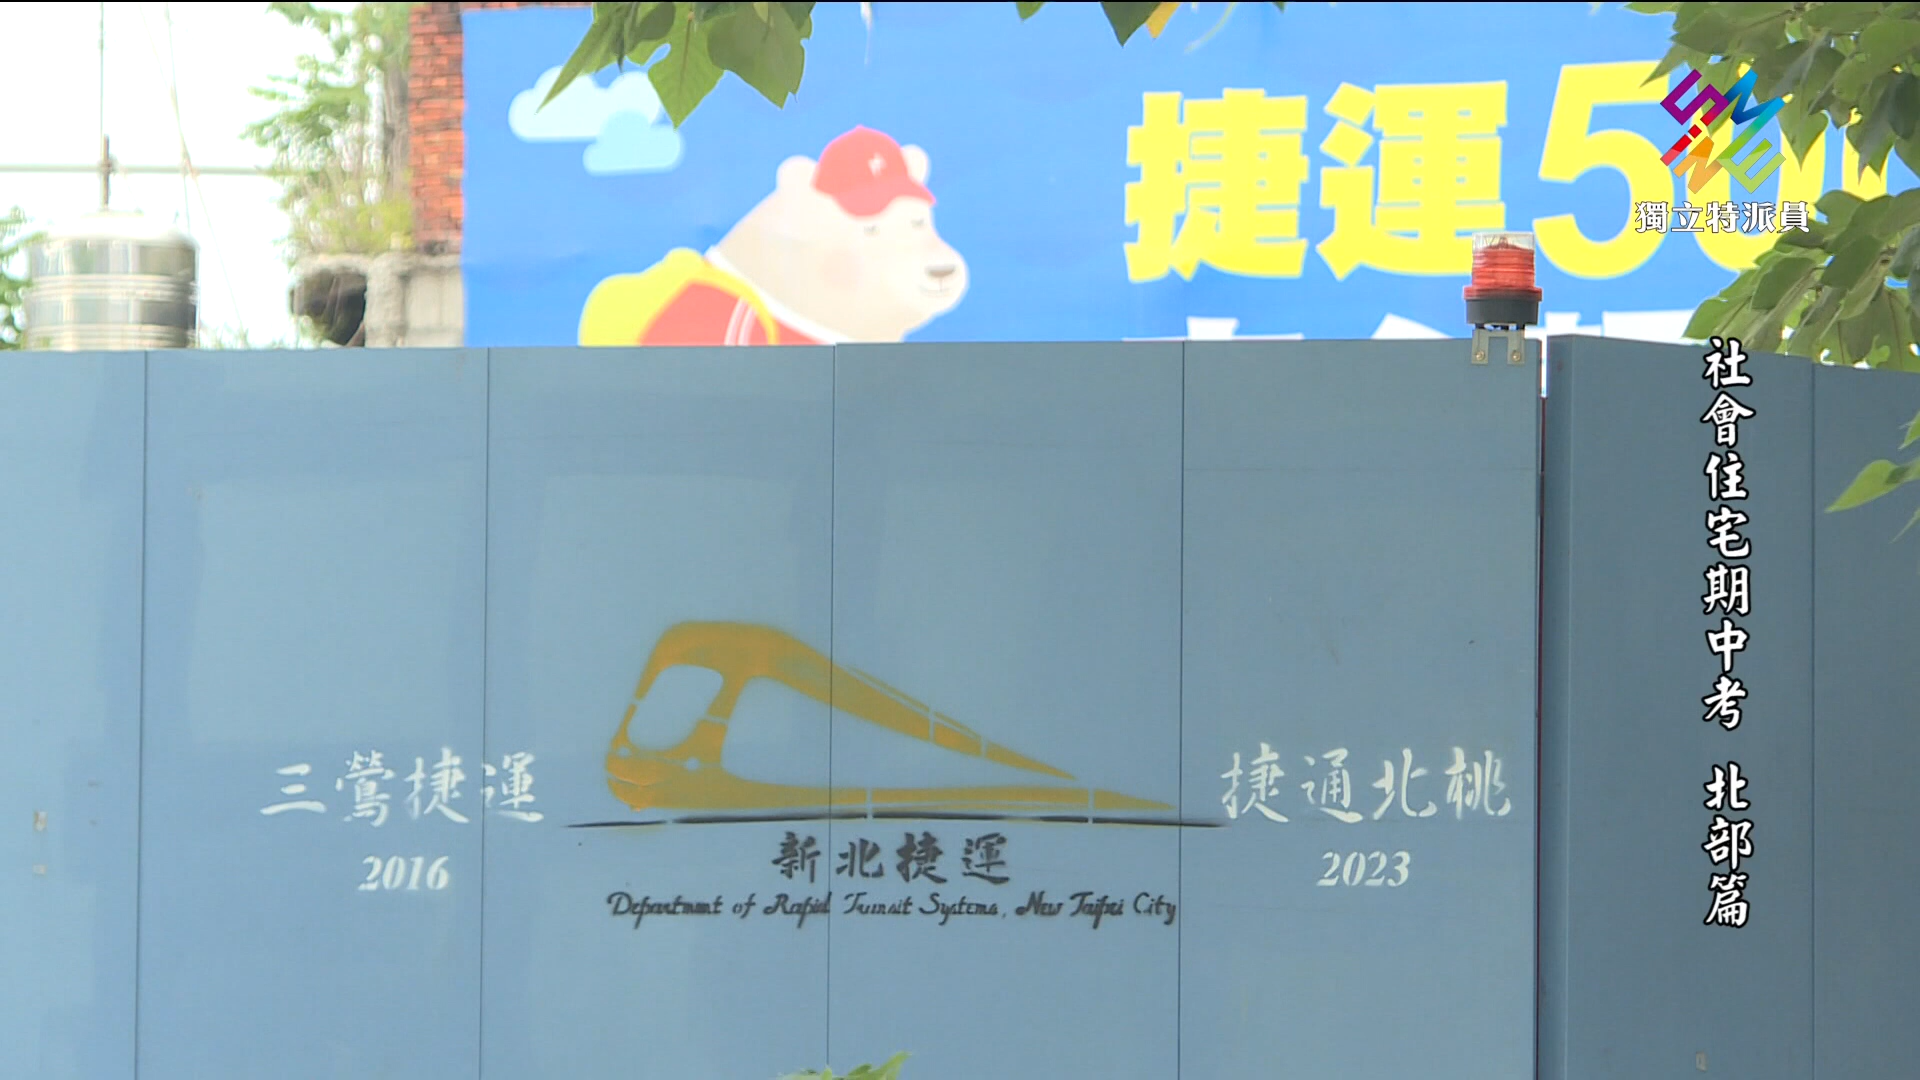 捷運50
獨立特派員
社會住宅期中考 北部篇
三鶯捷運
2016
新北捷運
Department of Rapid Transit Systems, New Taipei City
捷通北桃
2023